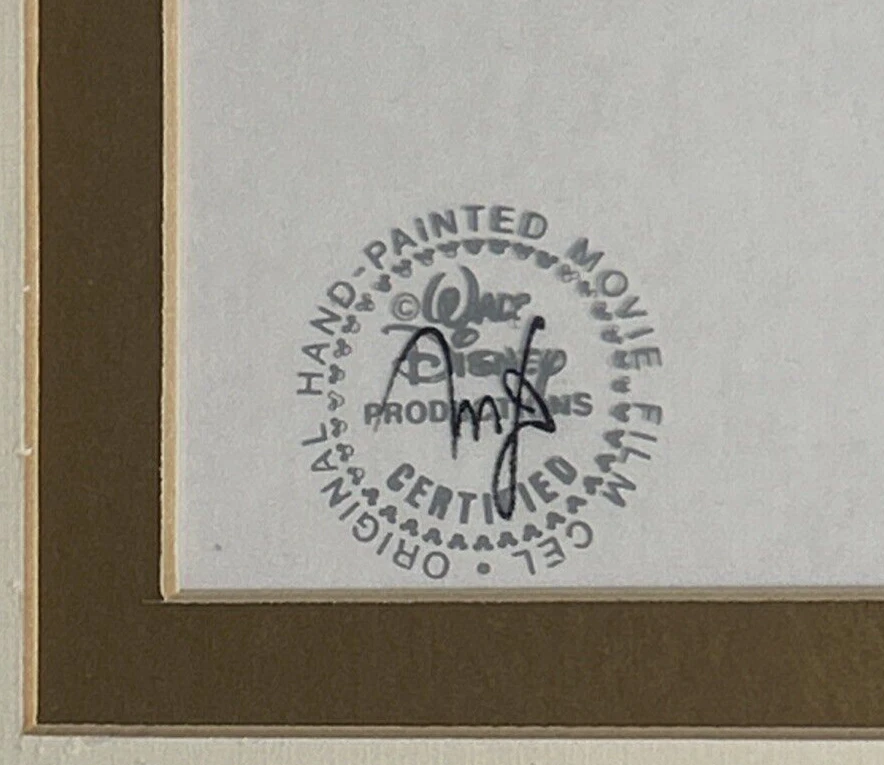 ORIGINAL HAND-PAINTED MOVIE FILM CEL •
© WALT
DISNEY
PRODUCTIONS
CERTIFIED